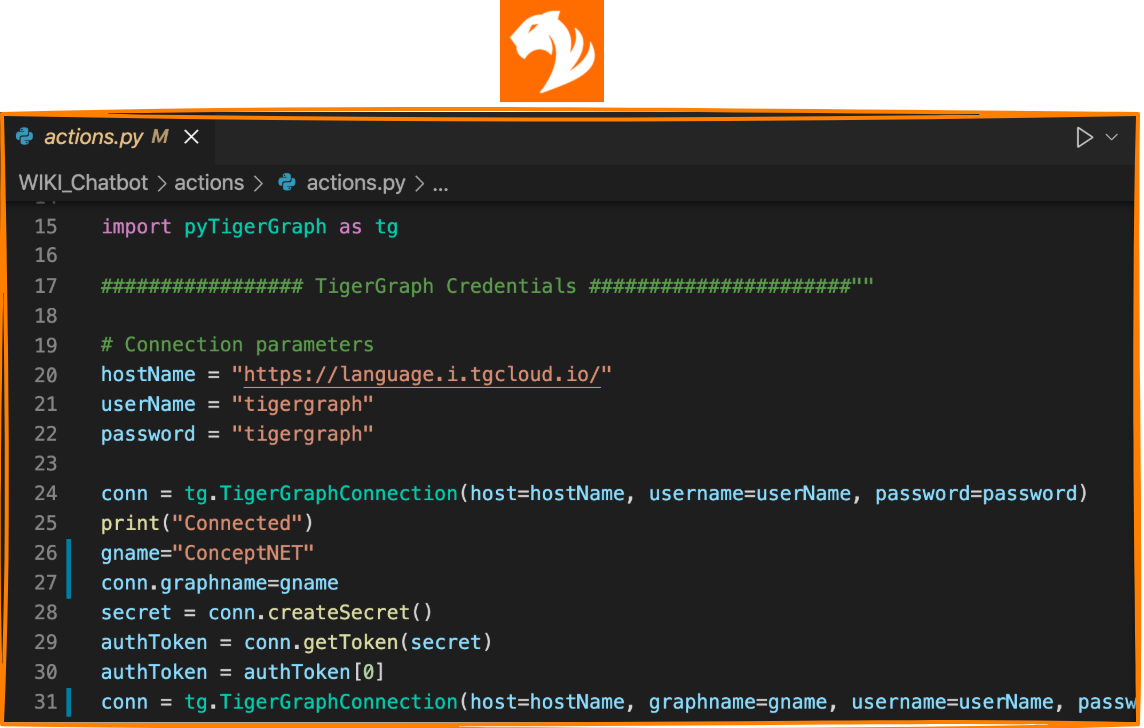 actions.py M
WIKI_Chatbot > actions > actions.py > ...
15 import pyTigerGraph as tg
16
17 ################# TigerGraph Credentials ######################""
18
19 # Connection parameters
20 hostName = "https://language.i.tgcloud.io/"
21 userName = "tigergraph"
22 password = "tigergraph"
23
24 conn = tg.TigerGraphConnection(host=hostName, username=userName, password=password)
25 print("Connected")
26 gname="ConceptNET"
27 conn.graphname=gname
28 secret = conn.createSecret()
29 authToken = conn.getToken(secret)
30 authToken = authToken[0]
31 conn = tg.TigerGraphConnection(host=hostName, graphname=gname, username=userName, passw